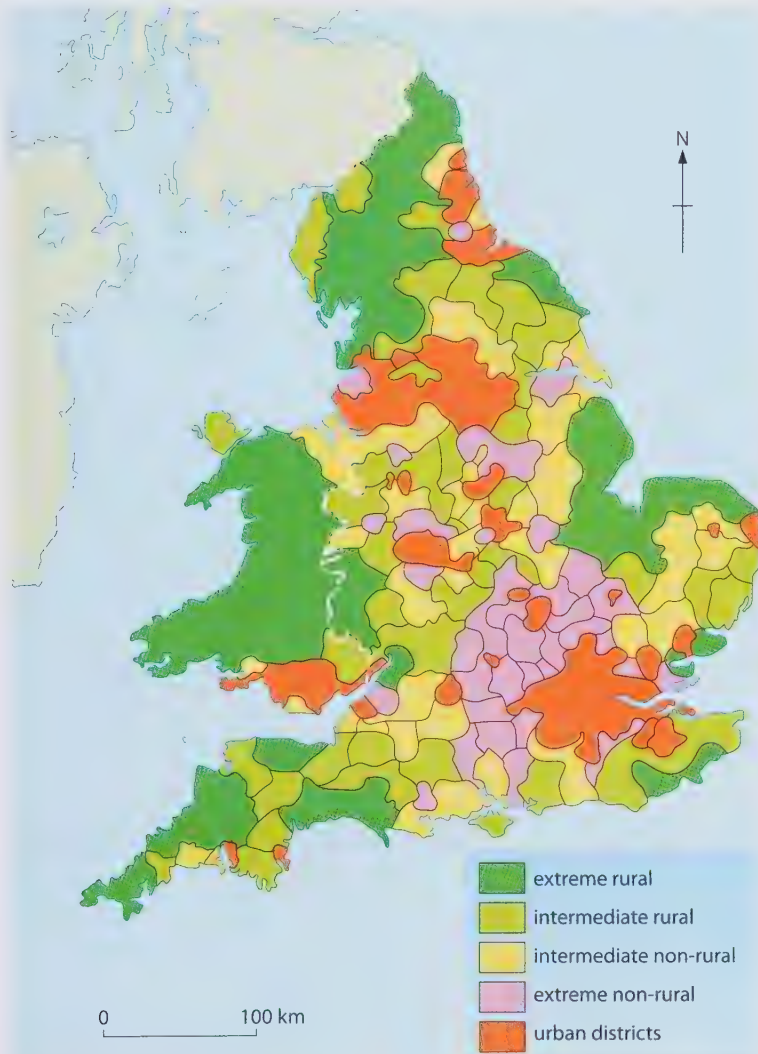 N
extreme rural
intermediate rural
intermediate non-rural
extreme non-rural
urban districts
0 100 km